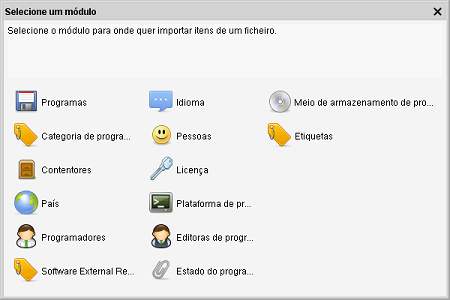 Selecione um módulo
Selecione o módulo para onde quer importar itens de um ficheiro.
Programas
Idioma
Meio de armazenamento de pro...
Categoria de progra...
Pessoas
Etiquetas
Contentores
Licença
País
Plataforma de pr...
Programadores
Editoras de progr...
Software External Re...
Estado do progra...